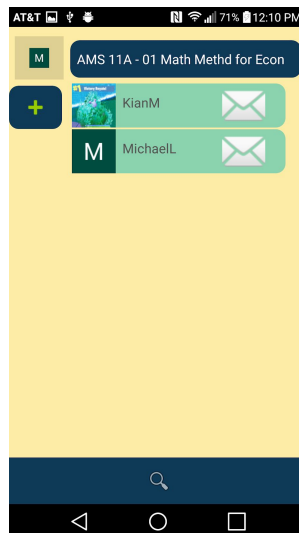 AT&T 71% 12:10 PM
M
AMS 11A - 01 Math Methd for Econ
+
KianM
M MichaelL